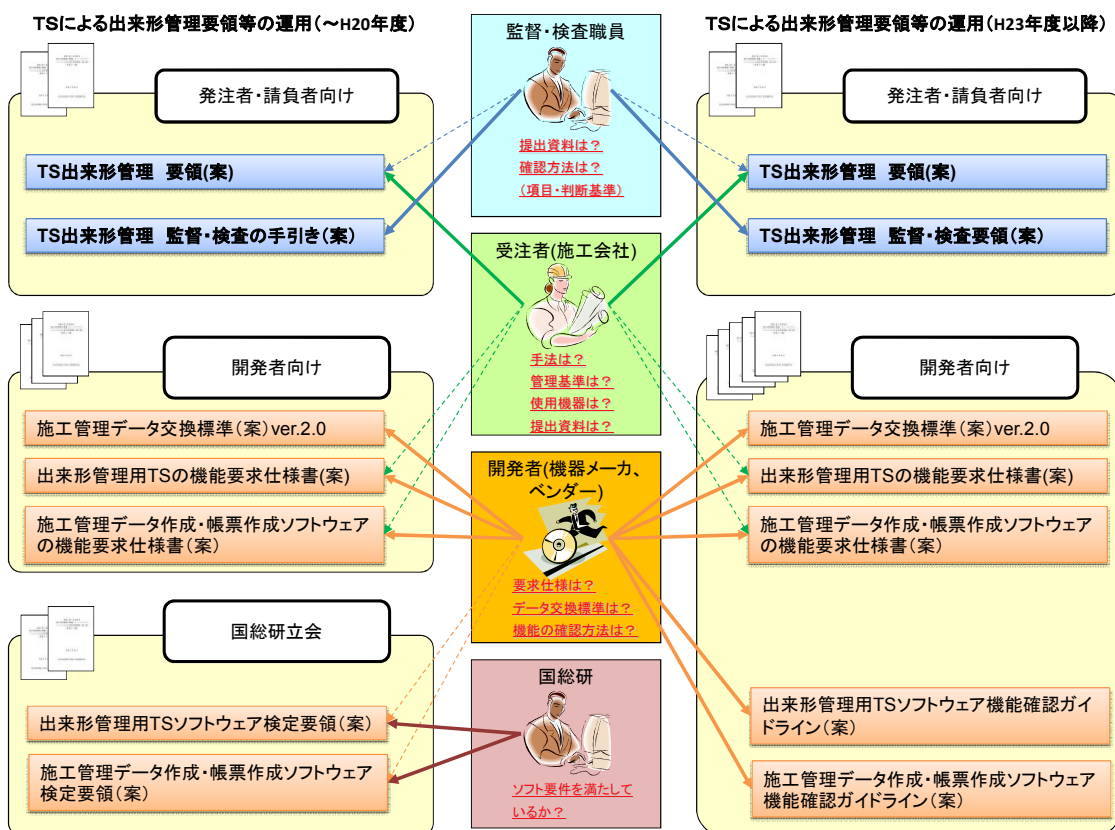 TSによる出来形管理要領等の運用(～H20年度)
発注者・請負者向け
TS出来形管理　要領(案)
TS出来形管理　監督・検査の手引き(案)
開発者向け
施工管理データ交換標準(案)ver.2.0
出来形管理用TSの機能要求仕様書(案)
施工管理データ作成・帳票作成ソフトウェア
の機能要求仕様書(案)
国総研立会
出来形管理用TSソフトウェア検定要領(案)
施工管理データ作成・帳票作成ソフトウェア
検定要領(案)
監督・検査職員
提出資料は？
確認方法は？
(項目・判断基準)
受注者(施工会社)
手法は？
管理基準は？
使用機器は？
提出資料は？
開発者(機器メーカ、
ベンダー)
要求仕様は？
データ交換標準は？
機能の確認方法は？
国総研
ソフト要件を満たして
いるか？
TSによる出来形管理要領等の運用(H23年度以降)
発注者・請負者向け
TS出来形管理　要領(案)
TS出来形管理　監督・検査要領(案)
開発者向け
施工管理データ交換標準(案)ver.2.0
出来形管理用TSの機能要求仕様書(案)
施工管理データ作成・帳票作成ソフトウェア
の機能要求仕様書(案)
出来形管理用TSソフトウェア機能確認ガイ
ドライン(案)
施工管理データ作成・帳票作成ソフトウェア
機能確認ガイドライン(案)